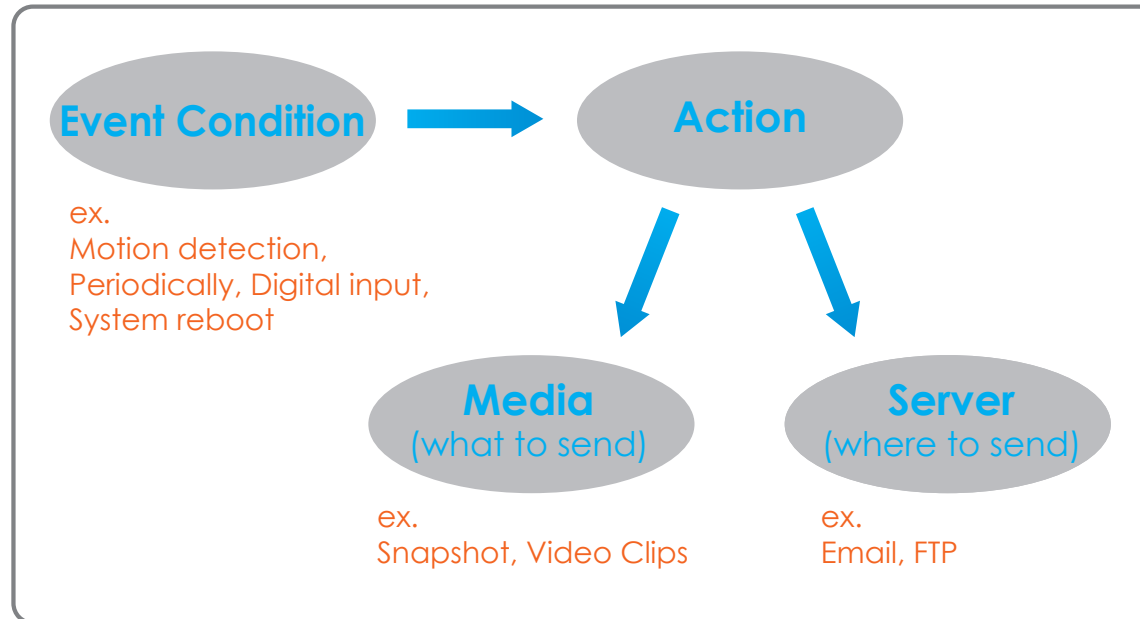 Event Condition
Action
ex.
Motion detection,
Periodically, Digital input,
System reboot
Media
(what to send)
Server
(where to send)
ex.
Snapshot, Video Clips
ex.
Email, FTP